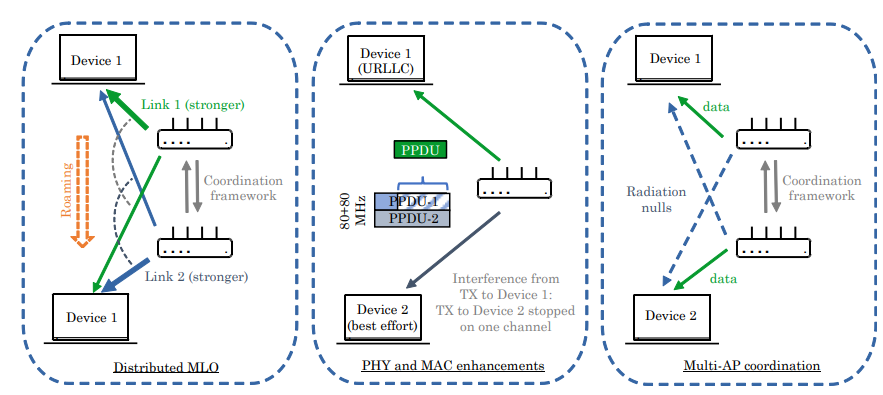 Device 1
Link 1 (stronger)
Roaming
Coordination
framework
Link 2 (stronger)
Device 1
Distributed MLO
Device 1
(URLLC)
PPDU
80+80
MHz
PPDU-1
PPDU-2
Interference from
TX to Device 1:
TX to Device 2 stopped
on one channel
Device 2
(best effort)
PHY and MAC enhancements
Device 1
data
Radiation
nulls
Coordination
framework
data
Device 2
Multi-AP coordination